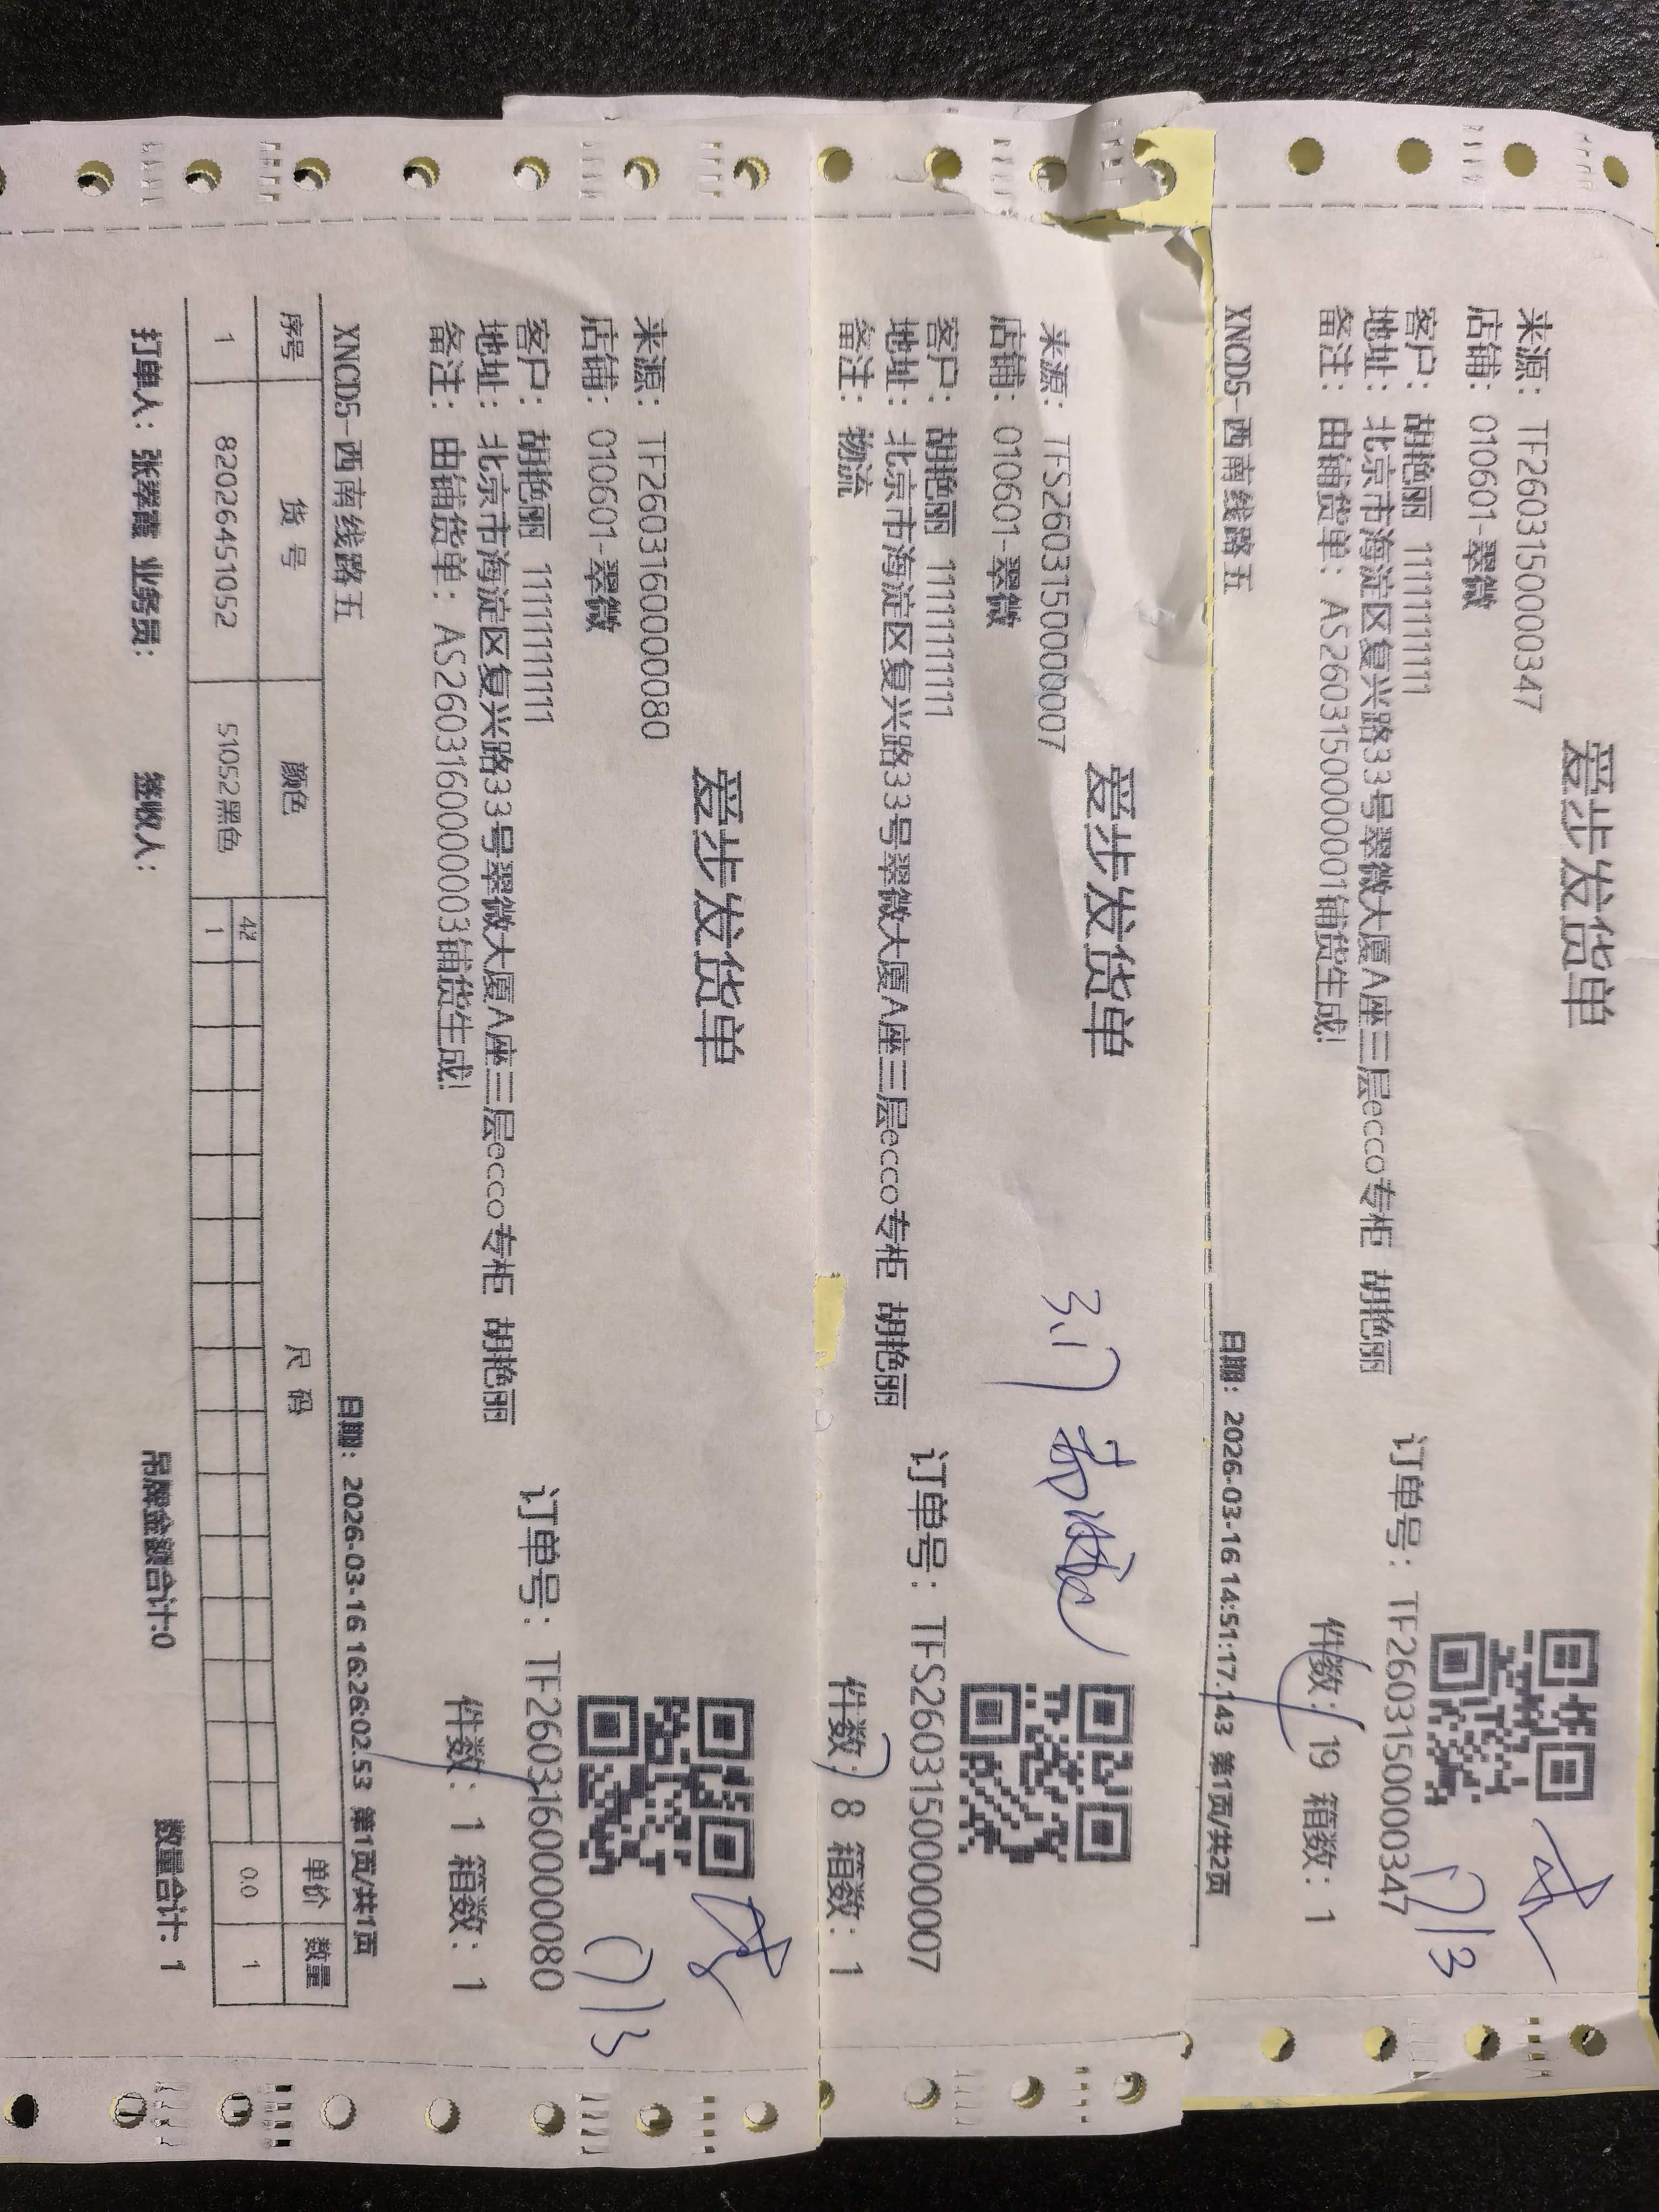 爱步发货单
来源: TF26031500000347
店铺: 010601-翠微
客户: 胡艳丽 11111111111
订单号: TF26031500000347
地址: 北京市海淀区复兴路33号翠微大厦A座三层ecco专柜 胡艳丽
备注: 由铺货单: AS26031500000001铺货生成!
件数: 19 箱数: 1
XNCD5-西南线路五
日期: 2026-03-16 14:51:17.143 第1页/共2页
爱步发货单
3.17
来源: TFS26031500000007
店铺: 010601-翠微
客户: 胡艳丽 11111111111
订单号: TFS26031500000007
地址: 北京市海淀区复兴路33号翠微大厦A座三层ecco专柜 胡艳丽
备注: 物流
件数: 8 箱数: 1
爱步发货单
来源: TF26031600000080
店铺: 010601-翠微
客户: 胡艳丽 11111111111
订单号: TF26031600000080
地址: 北京市海淀区复兴路33号翠微大厦A座三层ecco专柜 胡艳丽
备注: 由铺货单: AS26031600000003铺货生成!
件数: 1 箱数: 1
XNCD5-西南线路五
日期: 2026-03-16 16:26:02.53 第1页/共1页
序号 货号 颜色 尺码 单价 数量
42
1 82026451052 51052黑色 1 0.0 1
打单人: 张翠霞 业务员: 签收人: 吊牌金额合计:0 数量合计: 1